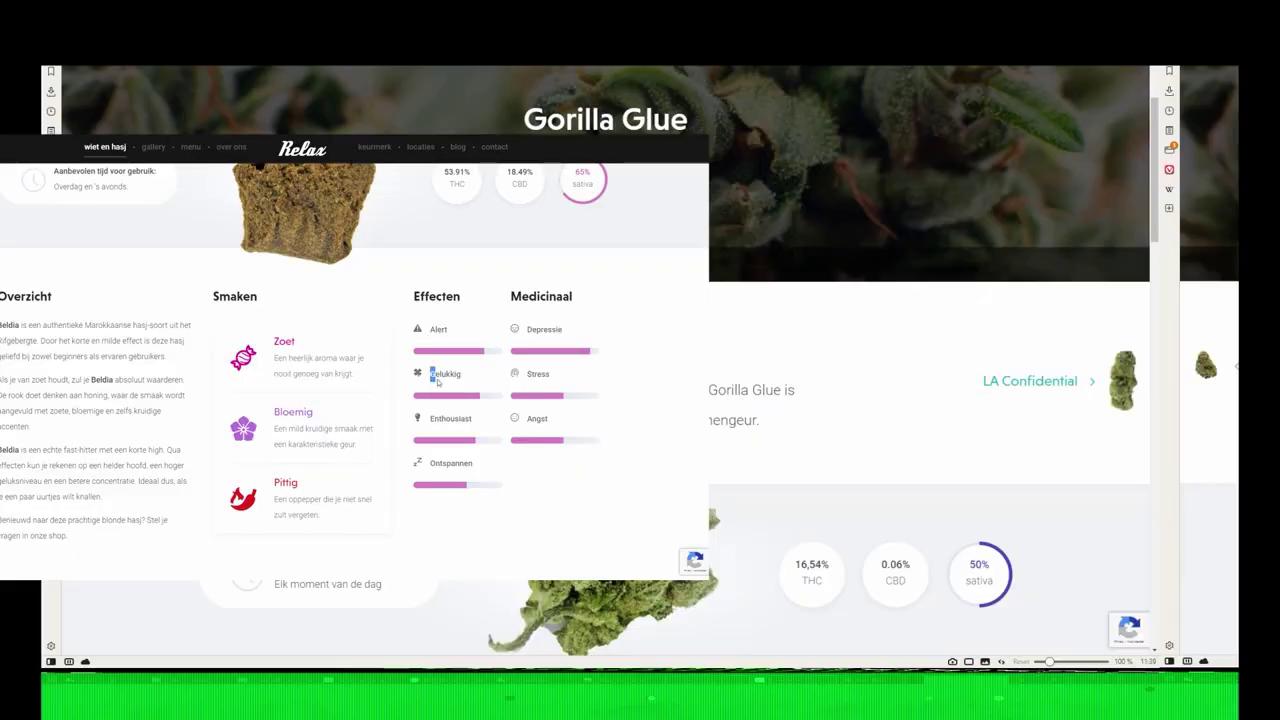 Gorilla Glue
wiet en hasj
gallery
menu
over ons
Relax
keurmerk
locaties
blog
contact
Aanbevolen tijd voor gebruik:
Overdag en 's avonds.
53.91%
THC
18.49%
CBD
65%
sativa
Overzicht
Beldia is een authentieke Marokkaanse hasj-soort uit het
Rifgebergte. Door het korte en milde effect is deze hasj
geliefd bij zowel beginners als ervaren gebruikers.
Als je van zoet houdt, zul je Beldia absoluut waarderen.
De rook doet denken aan honing, waar de smaak wordt
aangevuld met zoete, bloemige en zelfs kruidige
accenten.
Beldia is een echte fast-hitter met een korte high. Qua
effecten kun je rekenen op een helder hoofd, een hoger
geluksniveau en een betere concentratie. Ideaal dus, als
je een paar uurtjes wilt knallen.
Benieuwd naar deze prachtige blonde hasj? Stel je
vragen in onze shop.
Smaken
Zoet
Een heerlijk aroma waar je
nooit genoeg van krijgt.
Bloemig
Een mild kruidige smaak met
een karakteristieke geur.
Pittig
Een oppepper die je niet snel
zult vergeten.
Effecten
Alert
Gelukkig
Enthousiast
Ontspannen
Medicinaal
Depressie
Stress
Angst
Gorilla Glue is
nengeur.
LA Confidential
Elk moment van de dag
16,54%
THC
0.06%
CBD
50%
sativa
Reset
100 %
11:39